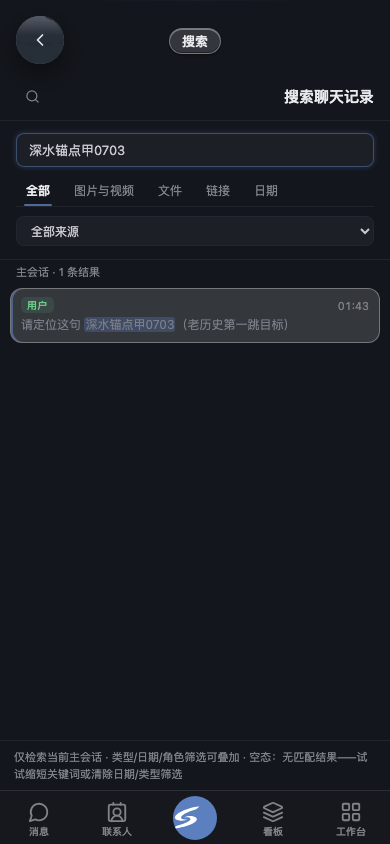 搜索
搜索聊天记录
深水锚点甲0703
全部 图片与视频 文件 链接 日期
全部来源
主会话 · 1 条结果
用户 01:43
请定位这句 深水锚点甲0703（老历史第一跳目标）
仅检索当前主会话 · 类型/日期/角色筛选可叠加 · 空态：无匹配结果——试
试缩短关键词或清除日期/类型筛选
消息 联系人 看板 工作台